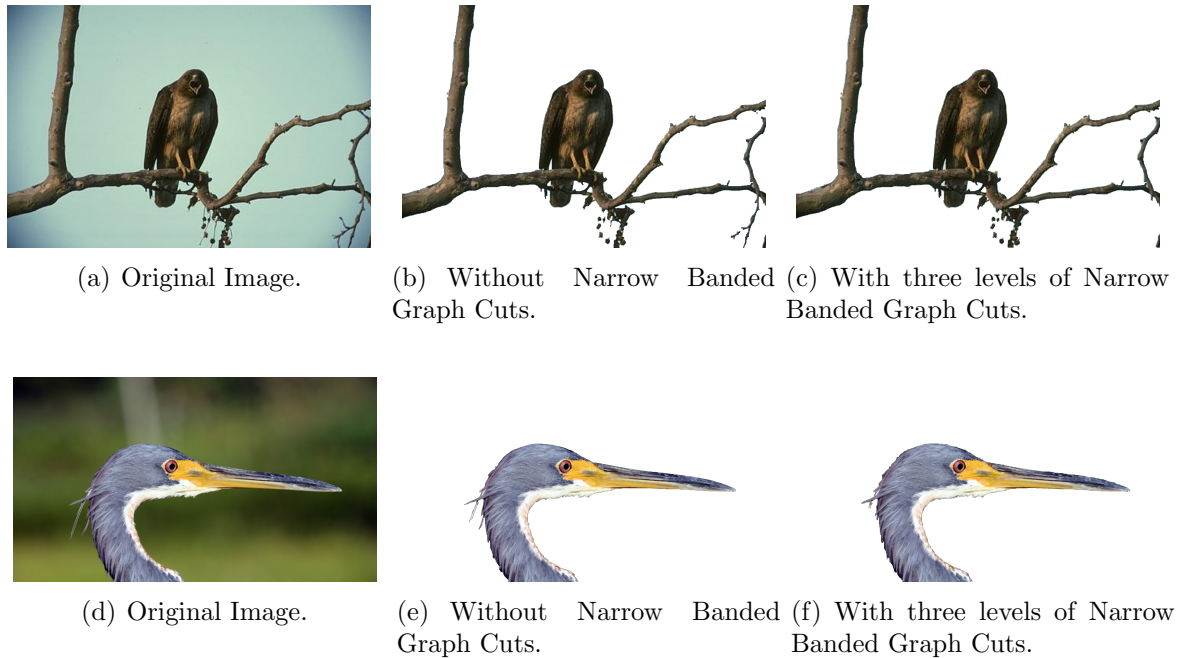 (a) Original Image.
(b) Without Narrow Banded
Graph Cuts.
(c) With three levels of Narrow
Banded Graph Cuts.
(d) Original Image.
(e) Without Narrow Banded
Graph Cuts.
(f) With three levels of Narrow
Banded Graph Cuts.